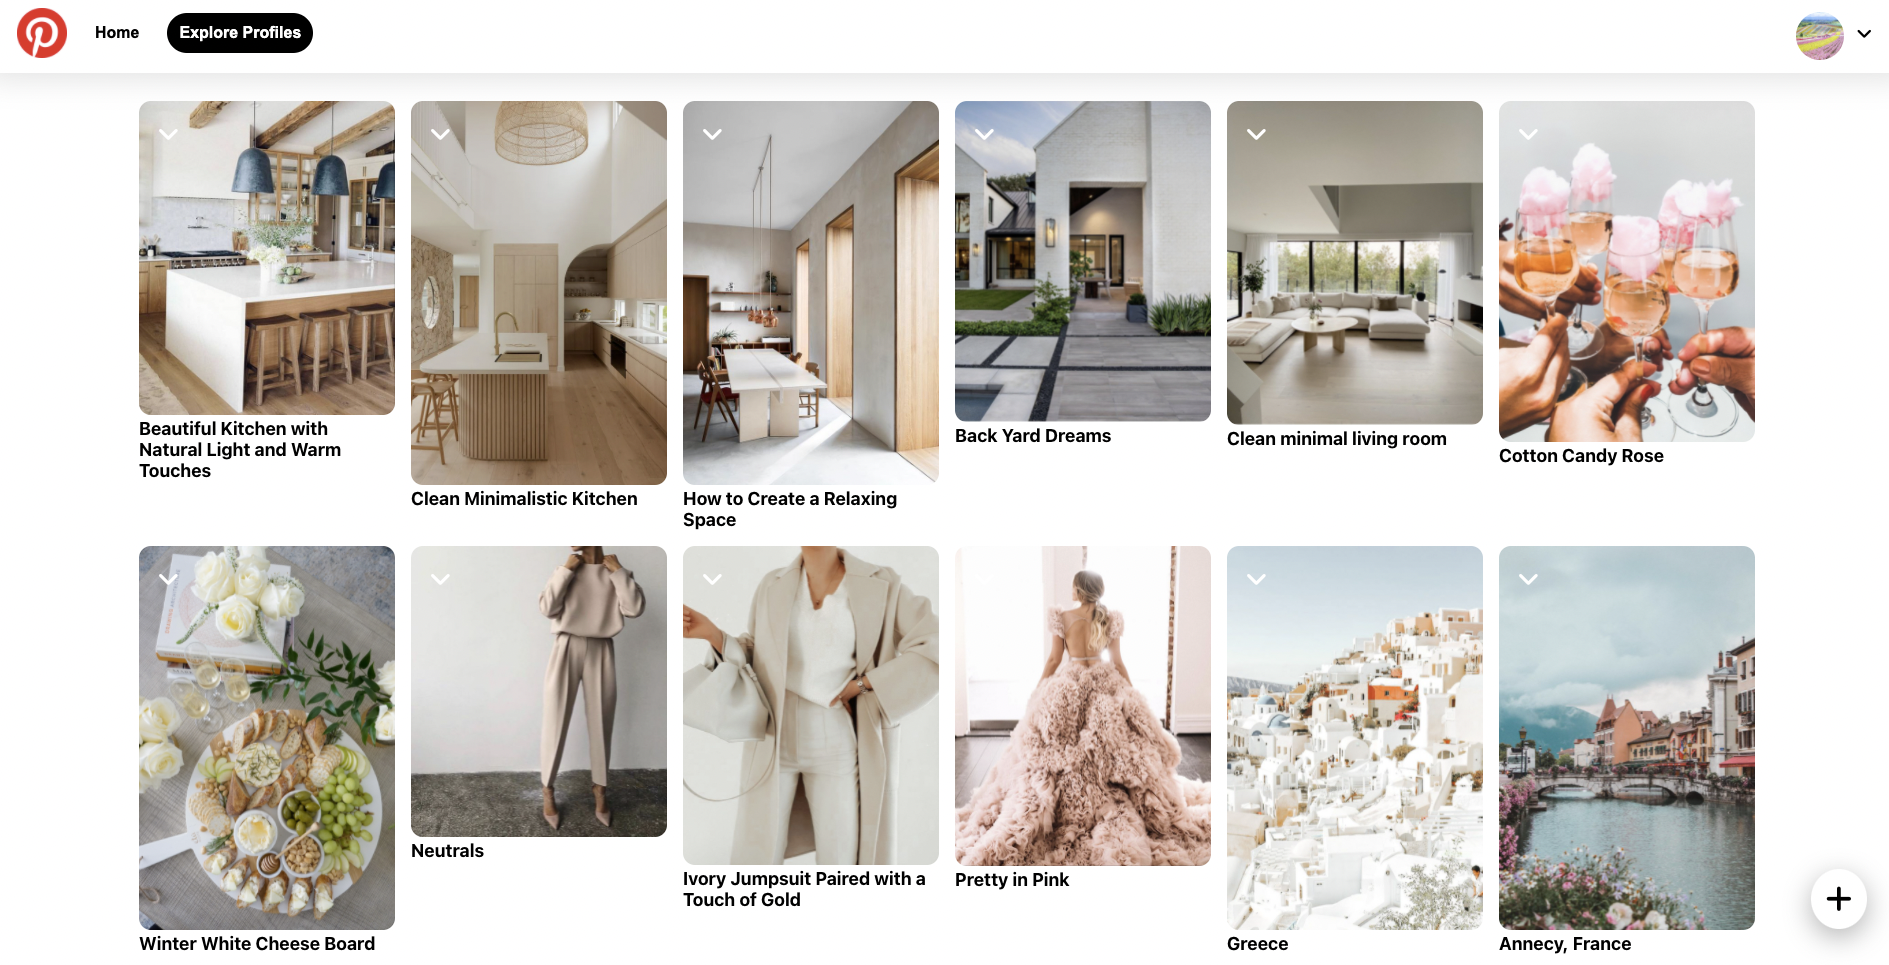 Home
Explore Profiles
Beautiful Kitchen with
Natural Light and Warm
Touches
Clean Minimalistic Kitchen
How to Create a Relaxing
Space
Back Yard Dreams
Clean minimal living room
Cotton Candy Rose
Winter White Cheese Board
Neutrals
Ivory Jumpsuit Paired with a
Touch of Gold
Pretty in Pink
Greece
Annecy, France